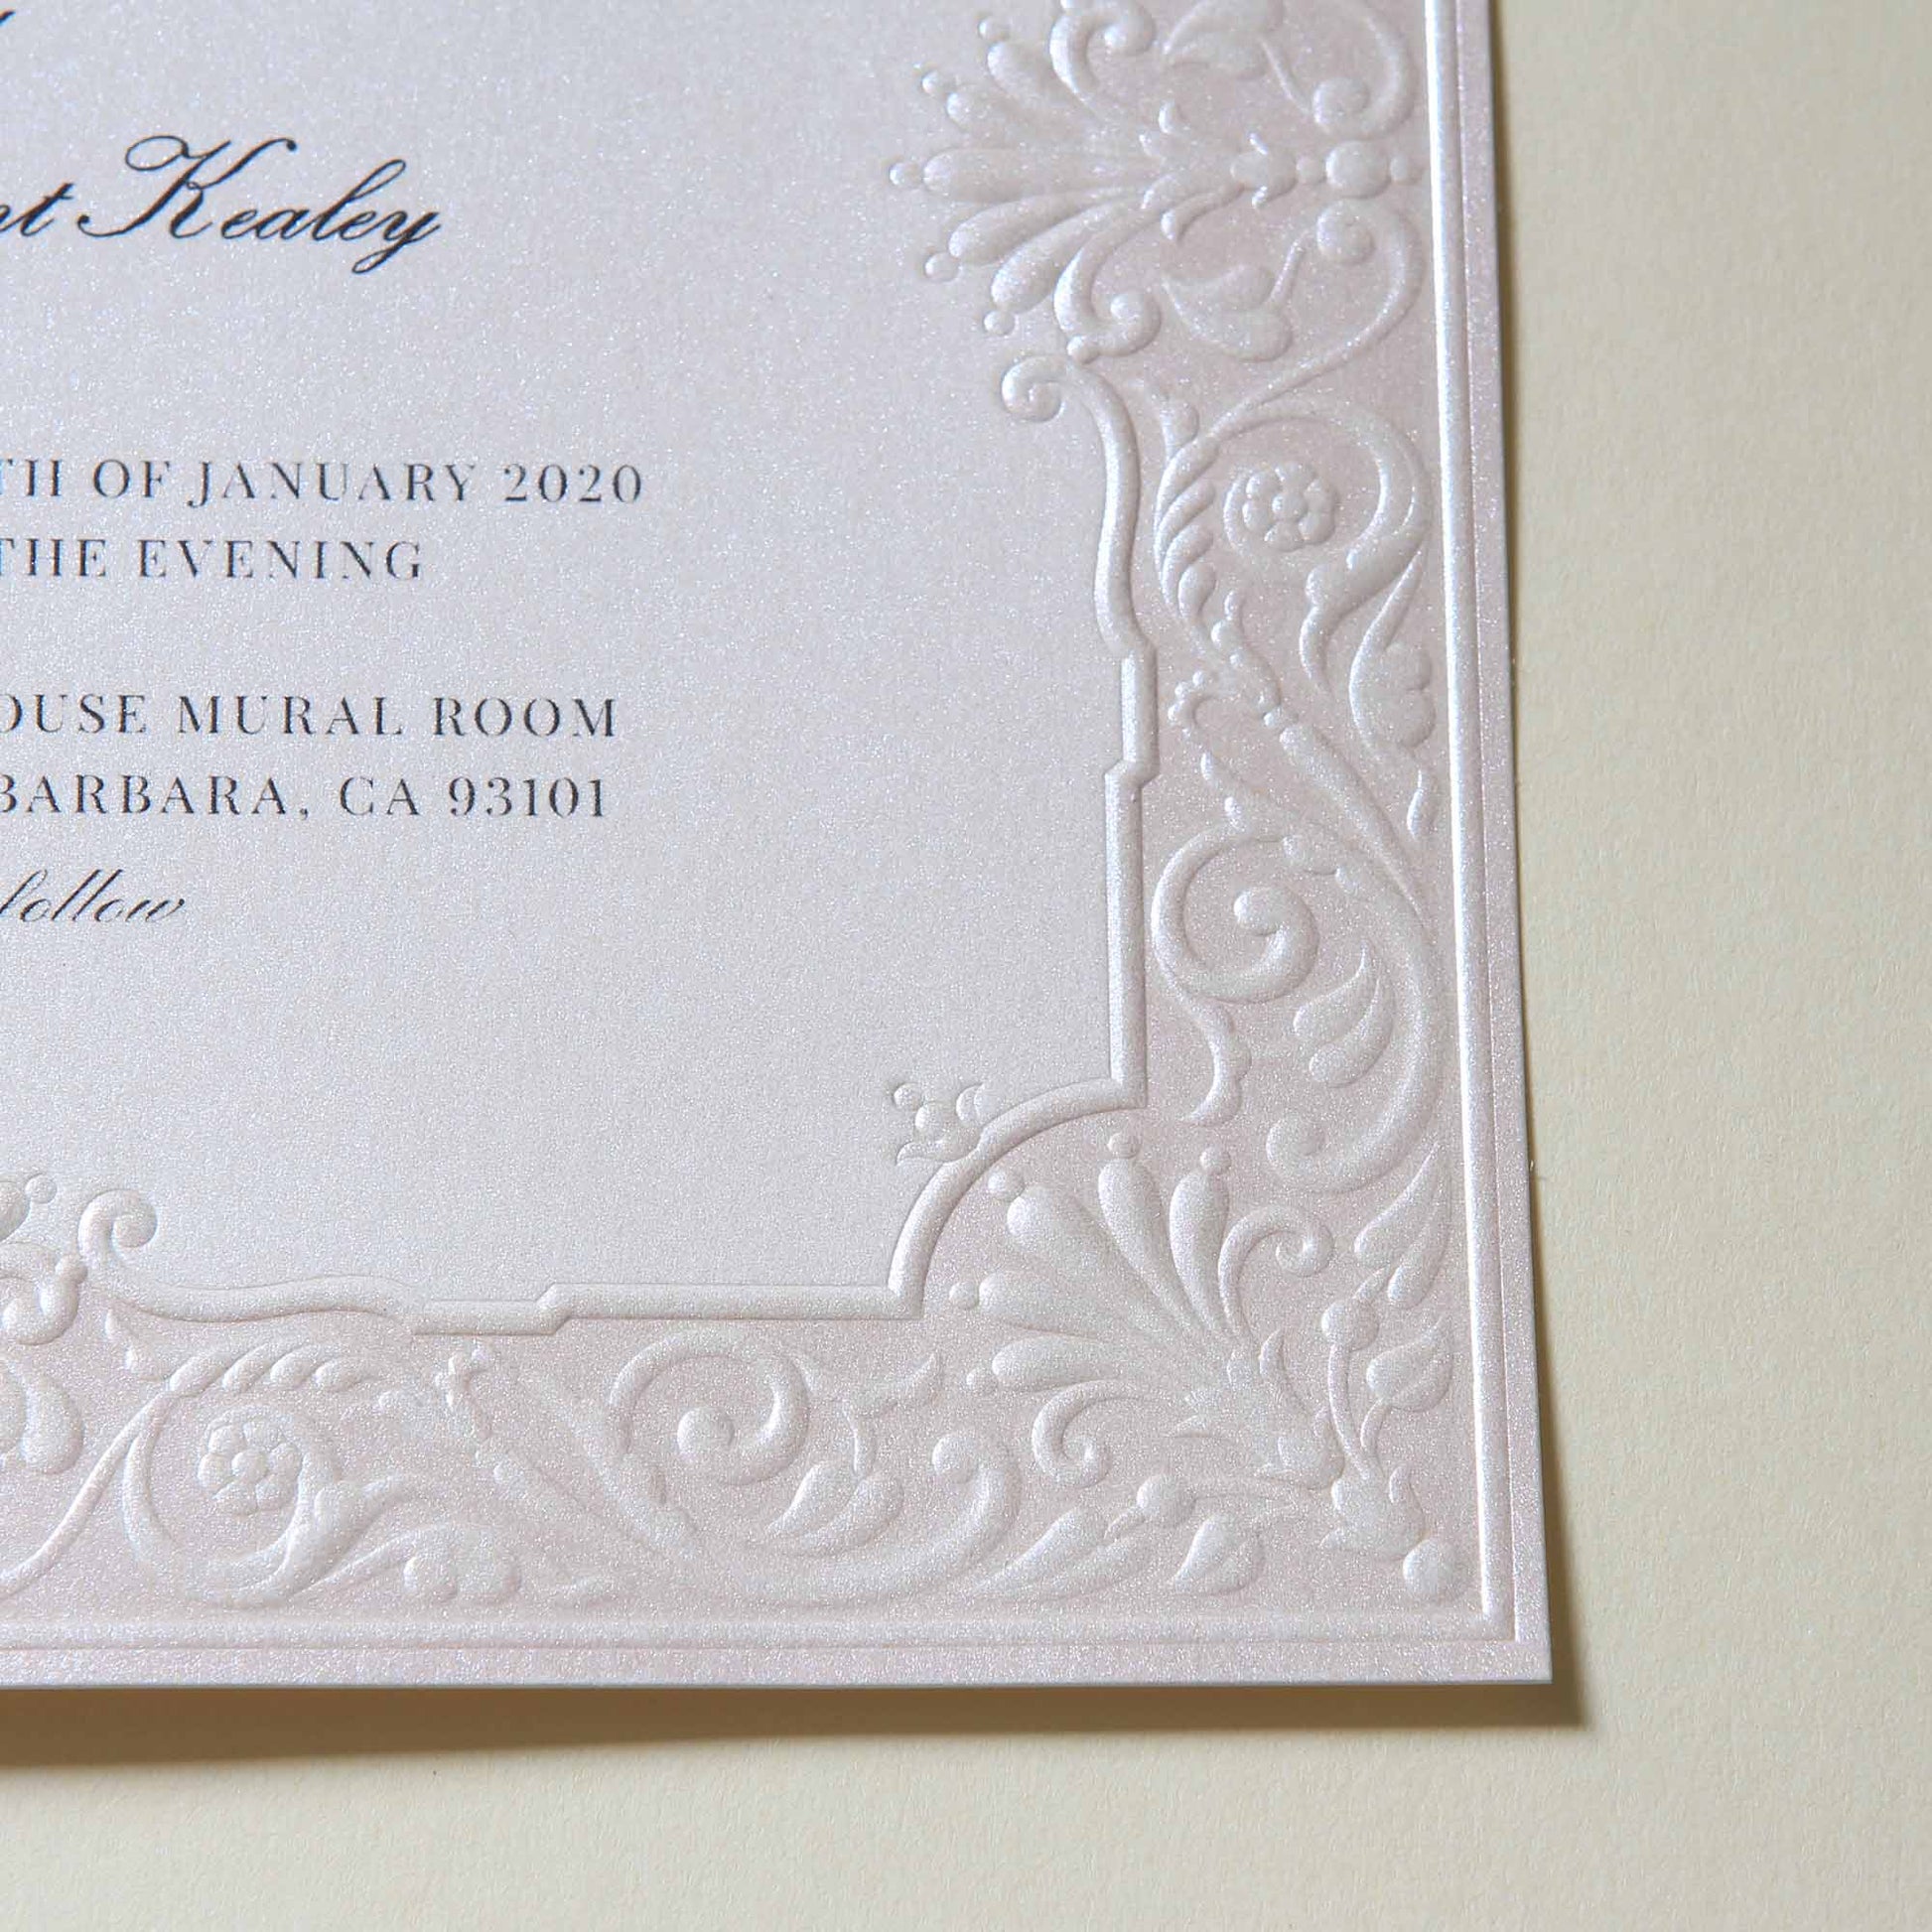 nt Kealey
TH OF JANUARY 2020
THE EVENING
OUSE MURAL ROOM
BARBARA, CA 93101
follow